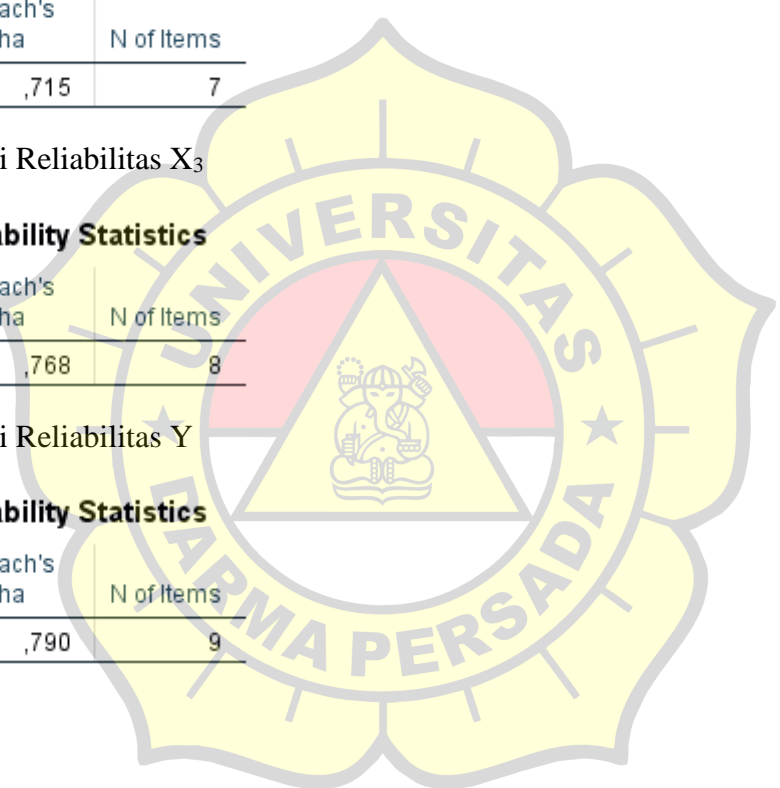 ach's
ha N of Items
,715 7
i Reliabilitas X₃
ability Statistics
ach's
ha N of Items
,768 8
i Reliabilitas Y
ability Statistics
ach's
ha N of Items
,790 9
UNIVERSITAS
DARMA PERSADA